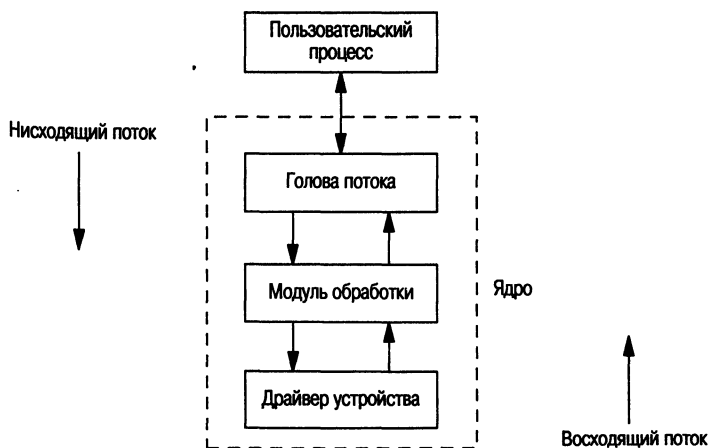 Пользовательский
процесс
Нисходящий поток
Голова потока
Модуль обработки
Ядро
Драйвер устройства
Восходящий поток